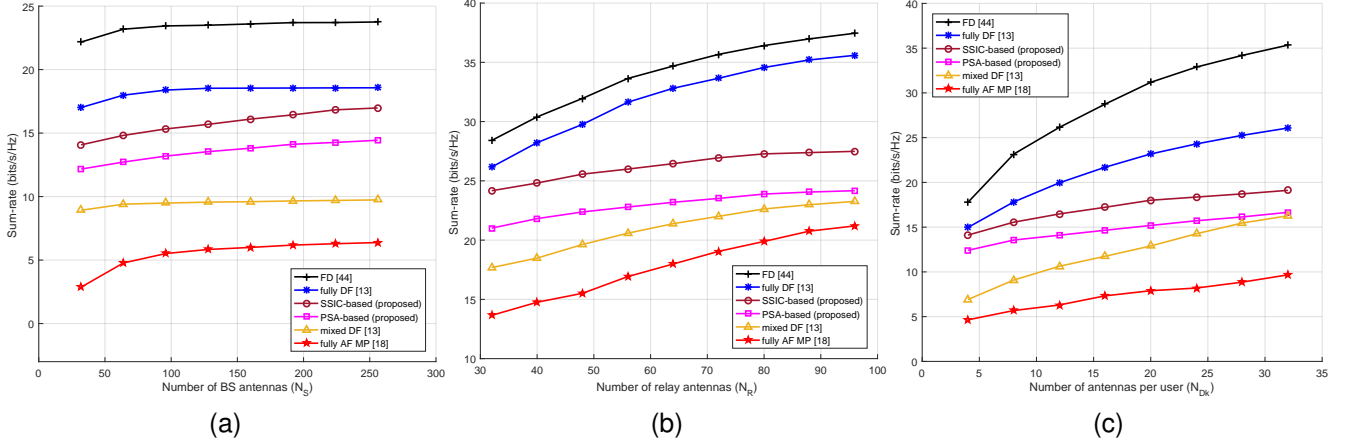 25
20
15
10
5
0
Sum-rate (bits/s/Hz)
FD [44]
fully DF [13]
SSIC-based (proposed)
PSA-based (proposed)
mixed DF [13]
fully AF MP [18]
0 50 100 150 200 250 300
Number of BS antennas (N_S)
(a)
40
35
30
25
20
15
10
Sum-rate (bits/s/Hz)
FD [44]
fully DF [13]
SSIC-based (proposed)
PSA-based (proposed)
mixed DF [13]
fully AF MP [18]
30 40 50 60 70 80 90 100
Number of relay antennas (N_R)
(b)
40
35
30
25
20
15
10
5
0
Sum-rate (bits/s/Hz)
FD [44]
fully DF [13]
SSIC-based (proposed)
PSA-based (proposed)
mixed DF [13]
fully AF MP [18]
0 5 10 15 20 25 30 35
Number of antennas per user (N_Dk)
(c)